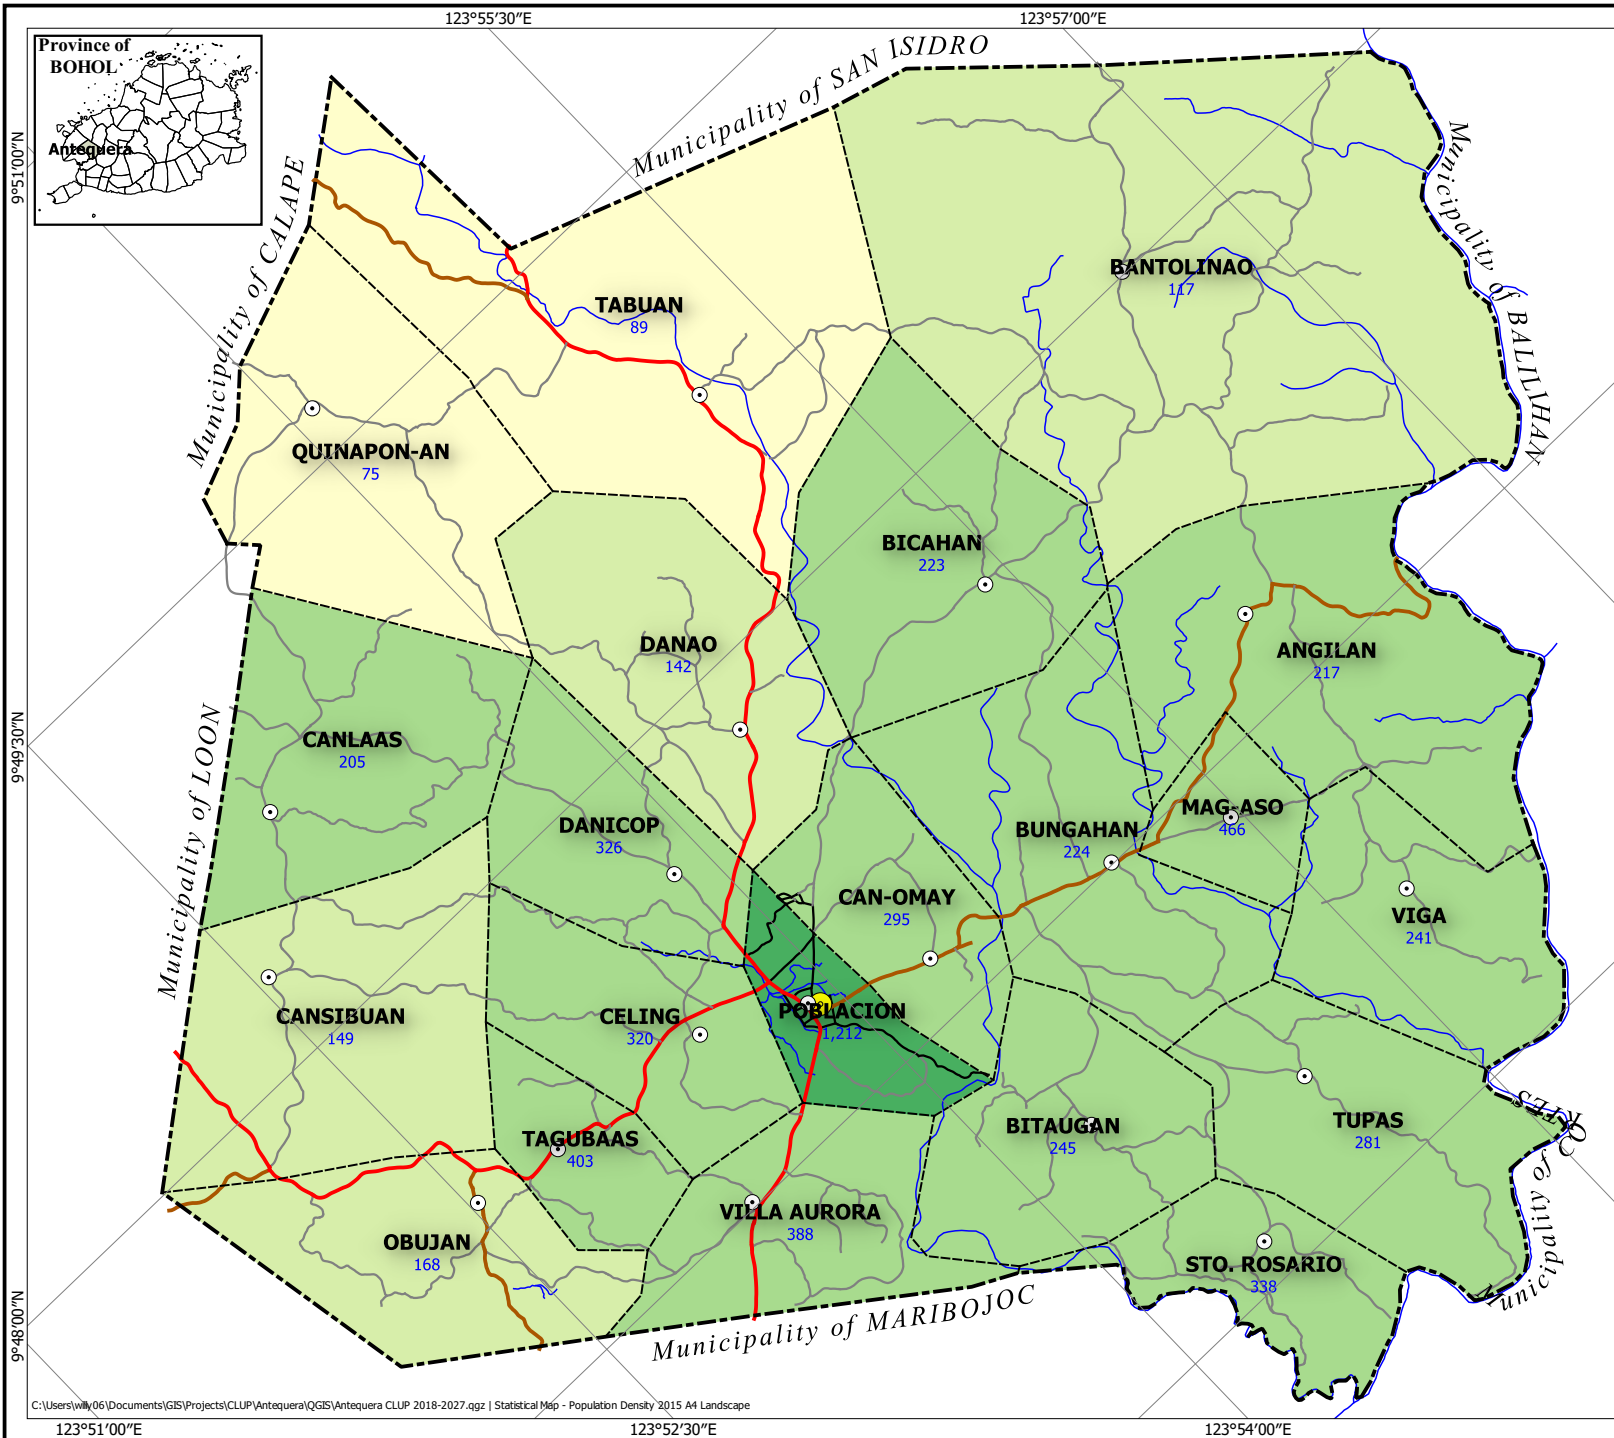 123°55'30"E
123°57'00"E
Province of
BOHOL
Antequera
Municipality of SAN ISIDRO
9°51'00"N
Municipality of CALAPE
Municipality of BALILIHAN
BANTOLINAO
117
TABUAN
89
QUINAPON-AN
75
BICAHAN
223
DANAO
142
ANGILAN
217
9°49'30"N
Municipality of LOON
CANLAAS
205
DANICOP
326
MAG-ASO
466
BUNGAHAN
224
CAN-OMAY
295
VIGA
241
CANSIBUAN
149
CELING
320
POBLACION
1,212
TAGUBAAS
403
BITAUGAN
245
TUPAS
281
VILLA AURORA
388
OBUJAN
168
STO. ROSARIO
338
Municipality of MARIBOJOC
9°48'00"N
C:\Users\willy06\Documents\GIS\Projects\CLUP\Antequera\QGIS\Antequera CLUP 2018-2027.qgz | Statistical Map - Population Density 2015 A4 Landscape
123°51'00"E
123°52'30"E
123°54'00"E